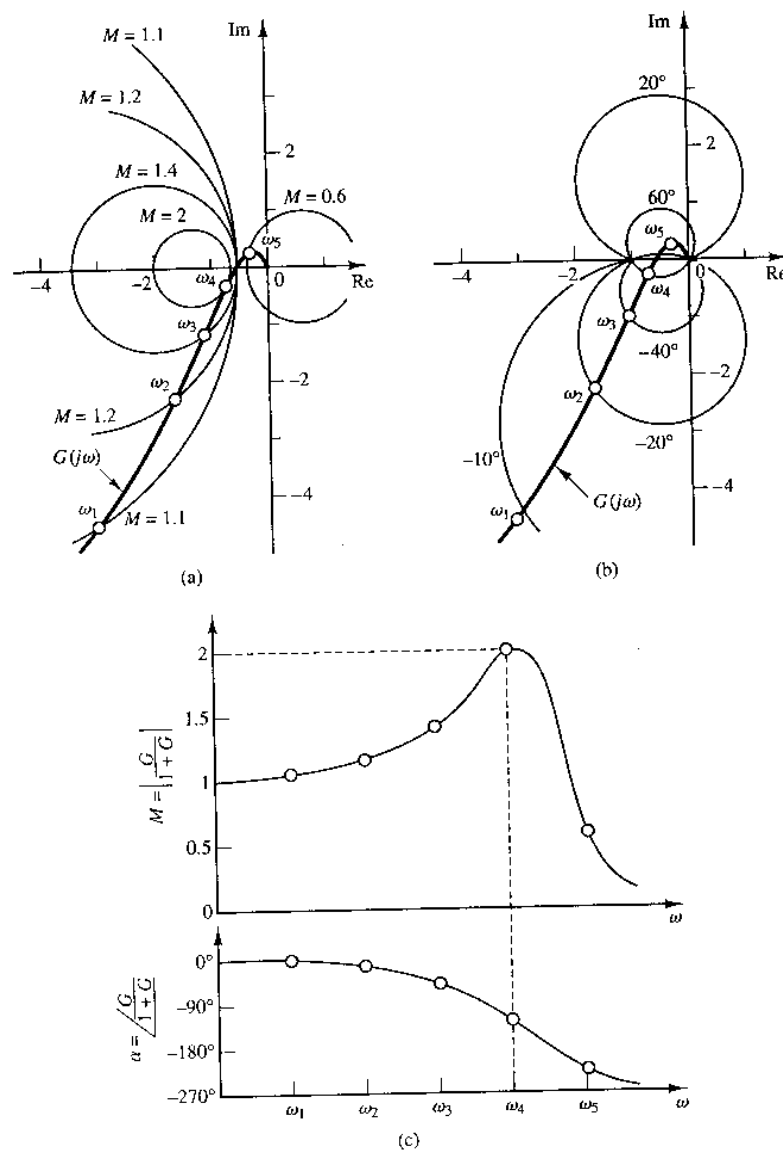 Im
M = 1.1
M = 1.2
M = 1.4
M = 2
M = 0.6
2
ω5
ω4
−4
−2
0
Re
ω3
ω2
−2
M = 1.2
G(jω)
−4
ω1
M = 1.1
(a)
Im
20°
2
60°
ω5
−4
−2
0
Re
ω4
ω3
−40°
−2
ω2
−20°
−10°
G(jω)
−4
ω1
(b)
2
1.5
1
0.5
0
M = |G/1 + G|
ω
0°
−90°
−180°
−270°
α = /G/1 + G
ω1 ω2 ω3 ω4 ω5 ω
(c)